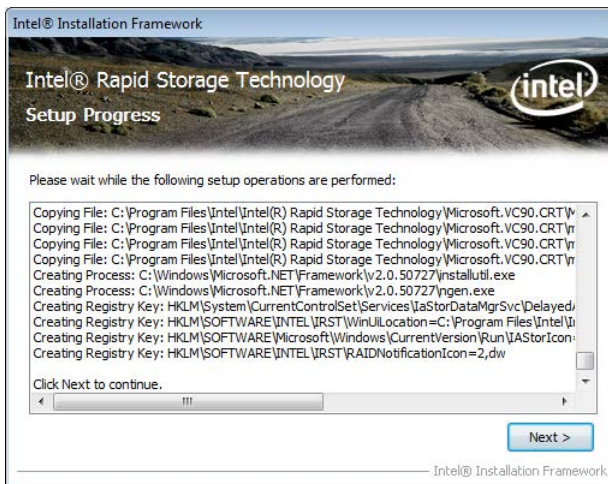 Intel® Installation Framework
Intel® Rapid Storage Technology
intel
Setup Progress
Please wait while the following setup operations are performed:
Copying File: C:\Program Files\Intel\Intel(R) Rapid Storage Technology\Microsoft.VC90.CRT\M
Copying File: C:\Program Files\Intel\Intel(R) Rapid Storage Technology\Microsoft.VC90.CRT\m
Copying File: C:\Program Files\Intel\Intel(R) Rapid Storage Technology\Microsoft.VC90.CRT\m
Copying File: C:\Program Files\Intel\Intel(R) Rapid Storage Technology\Microsoft.VC90.CRT\m
Creating Process: C:\Windows\Microsoft.NET\Framework\v2.0.50727\installutil.exe
Creating Process: C:\Windows\Microsoft.NET\Framework\v2.0.50727\ngen.exe
Creating Registry Key: HKLM\System\CurrentControlSet\Services\IaStorDataMgrSvc\DelayedA
Creating Registry Key: HKLM\SOFTWARE\INTEL\IRST\WinUiLocation=C:\Program Files\Intel\In
Creating Registry Key: HKLM\SOFTWARE\Microsoft\Windows\CurrentVersion\Run\IAStorIcon=
Creating Registry Key: HKLM\SOFTWARE\INTEL\IRST\RAIDNotificationIcon=2,dw
Click Next to continue.
Next >
Intel® Installation Framework